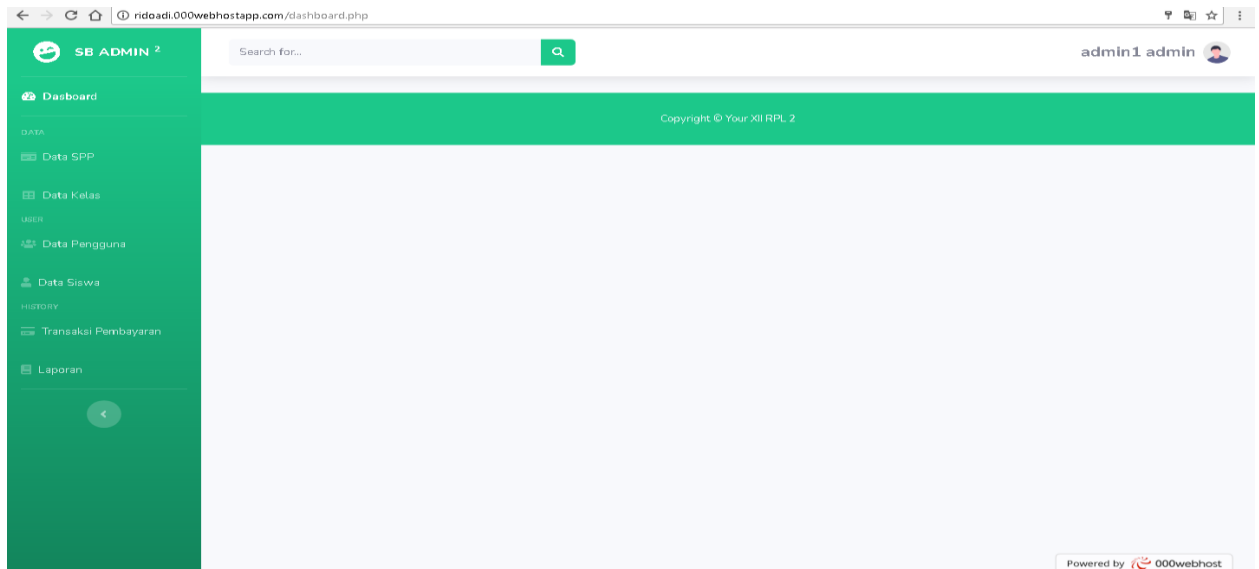 ridoadi.000webhostapp.com/dashboard.php
SB ADMIN 2
Search for...
admin1 admin
Dasboard
DATA
Data SPP
Data Kelas
USER
Data Pengguna
Data Siswa
HISTORY
Transaksi Pembayaran
Laporan
Copyright © Your XII RPL 2
Powered by 000webhost